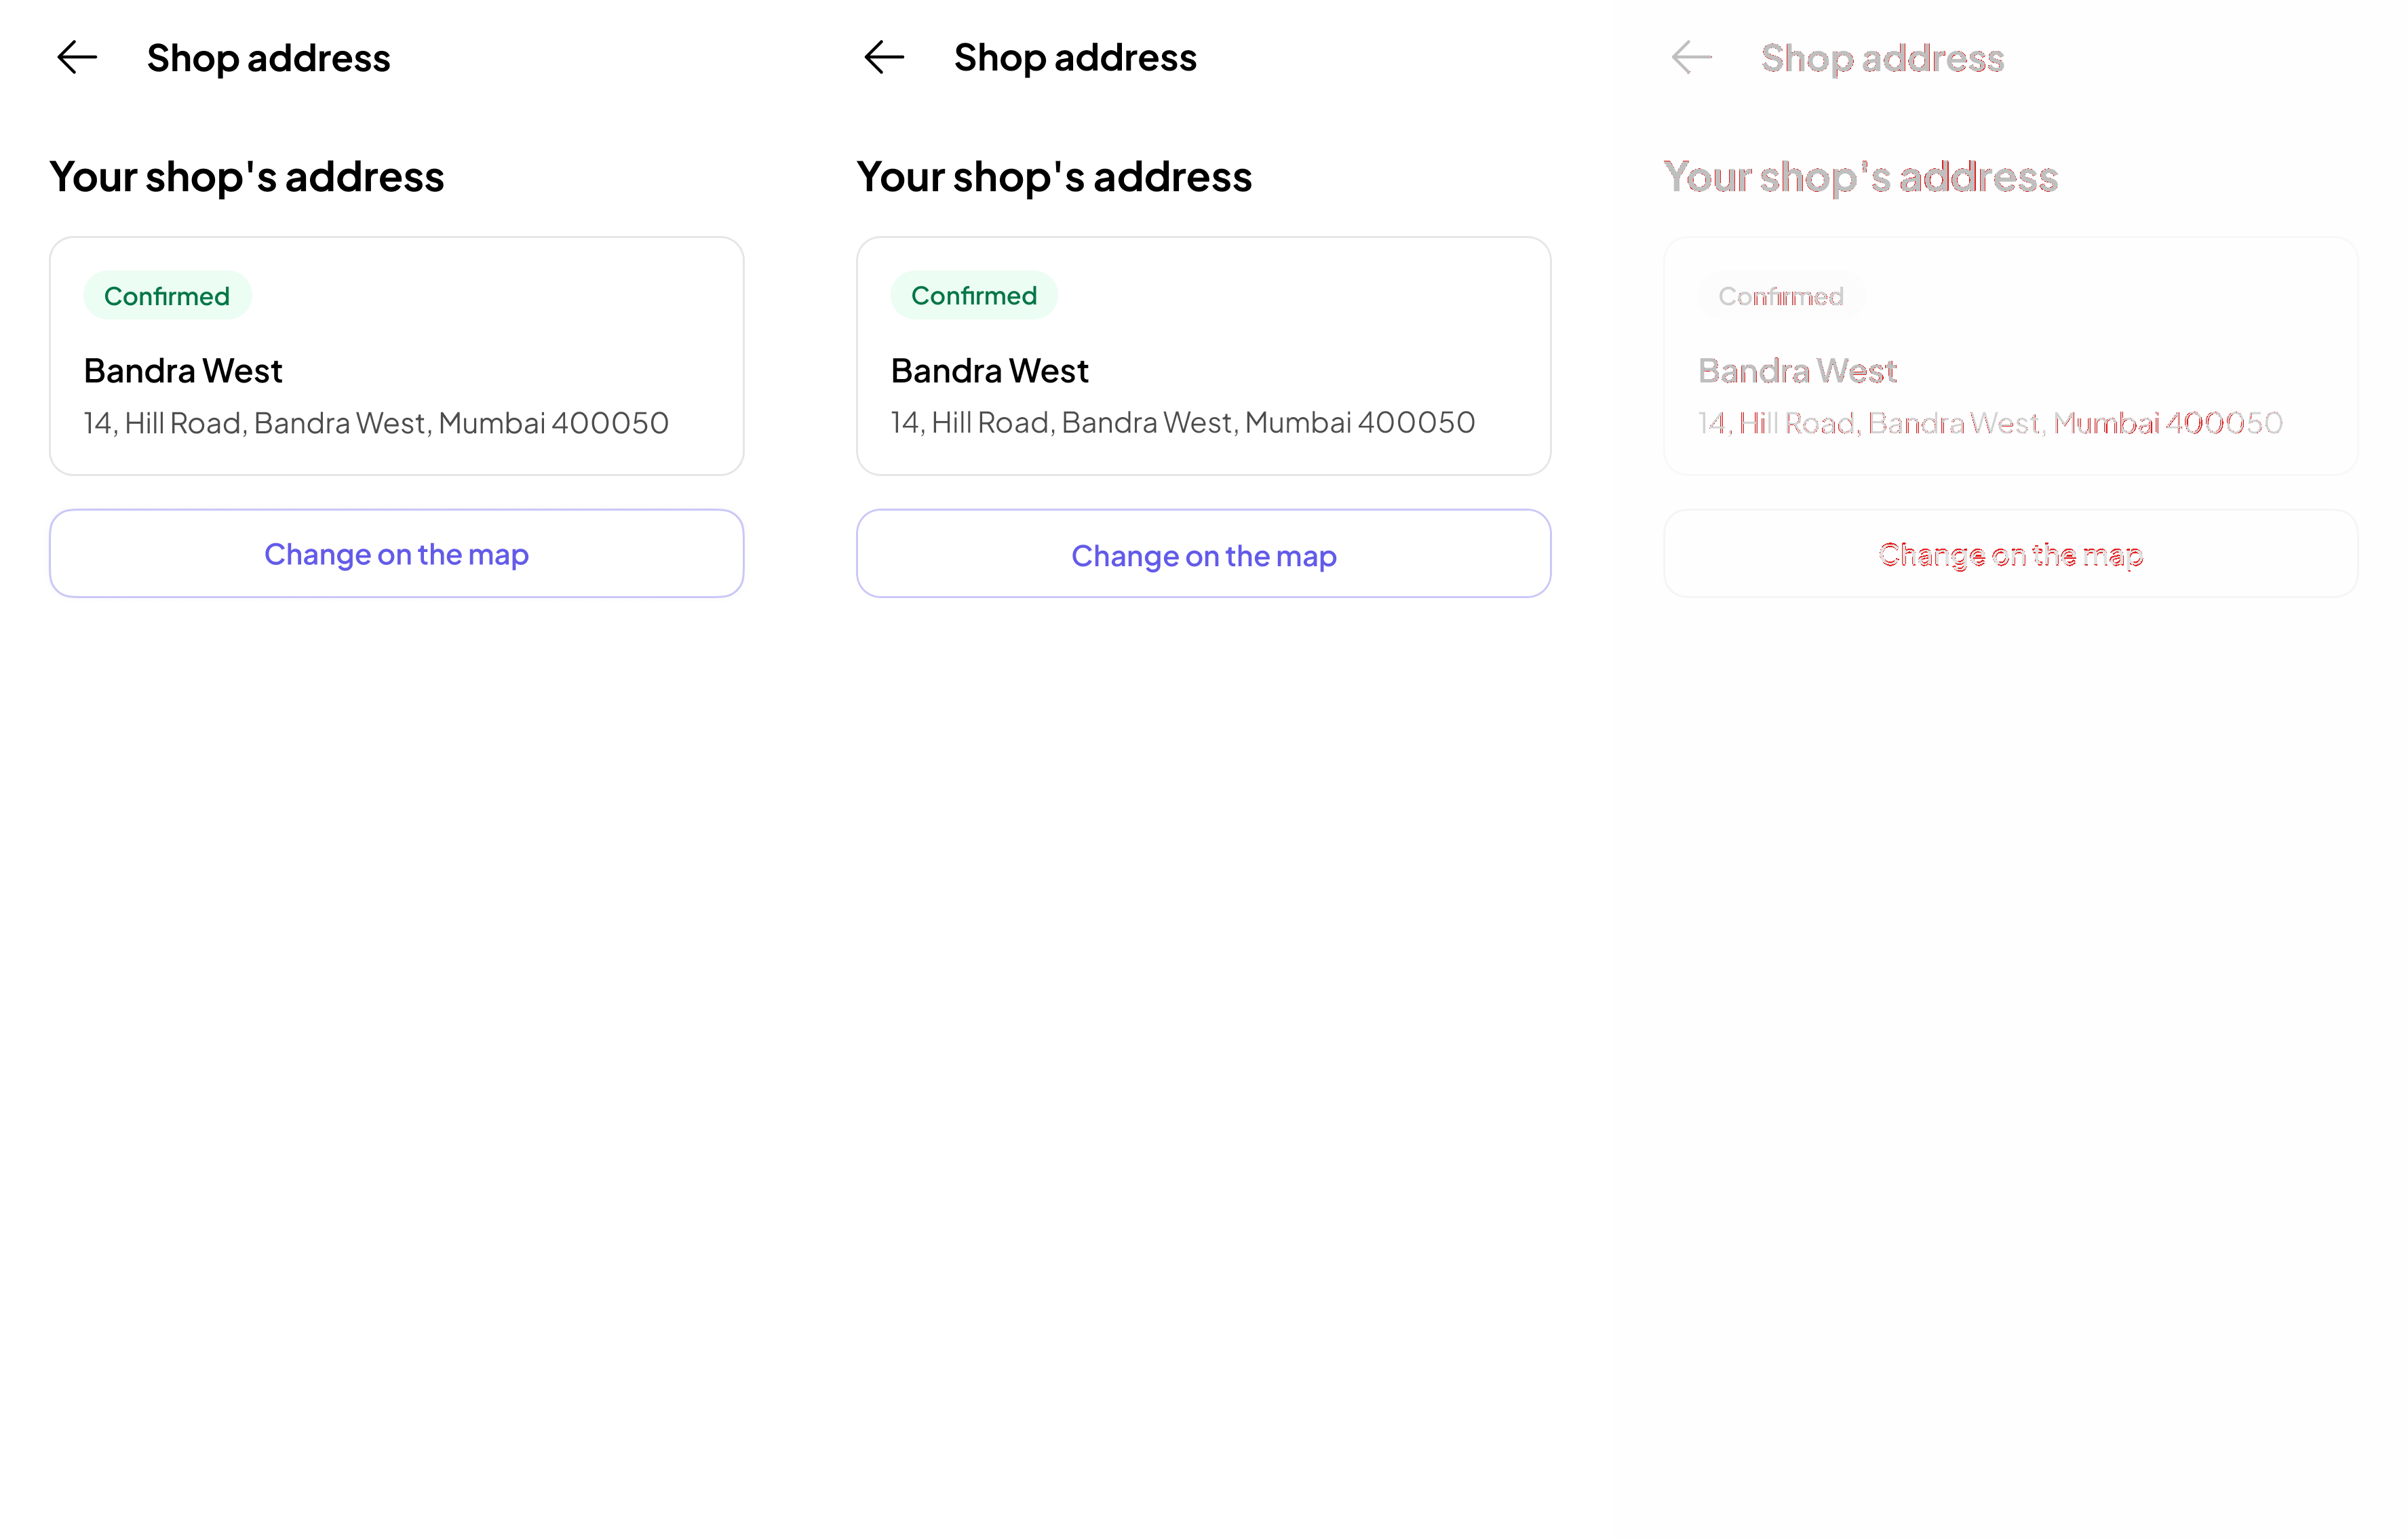 Shop address
Your shop's address
Confirmed
Bandra West
14, Hill Road, Bandra West, Mumbai 400050
Change on the map
Shop address
Your shop's address
Confirmed
Bandra West
14, Hill Road, Bandra West, Mumbai 400050
Change on the map
Shop address
Your shop's address
Confirmed
Bandra West
14, Hill Road, Bandra West, Mumbai 400050
Change on the map